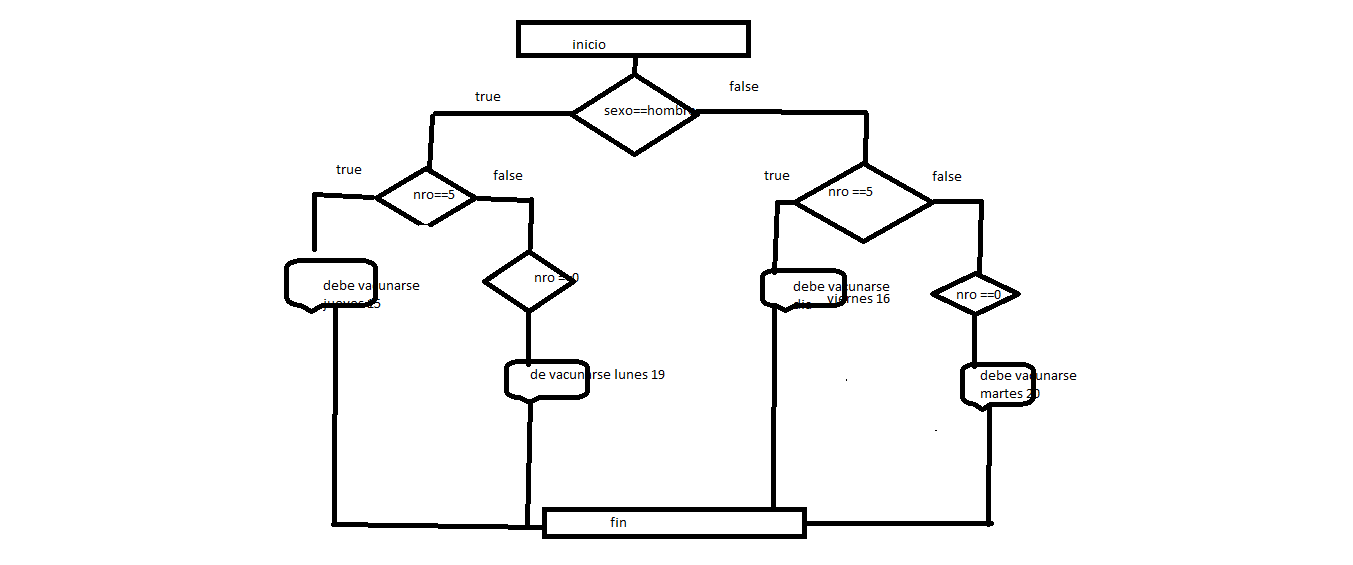 inicio
false
true
sexo==hombr
true
false
true
false
nro==5
nro ==5
nro ==0
debe vacunarse
jueves 15
debe vacunarse
dia
viernes 16
nro ==0
de vacunarse lunes 19
debe vacunarse
martes 20
fin